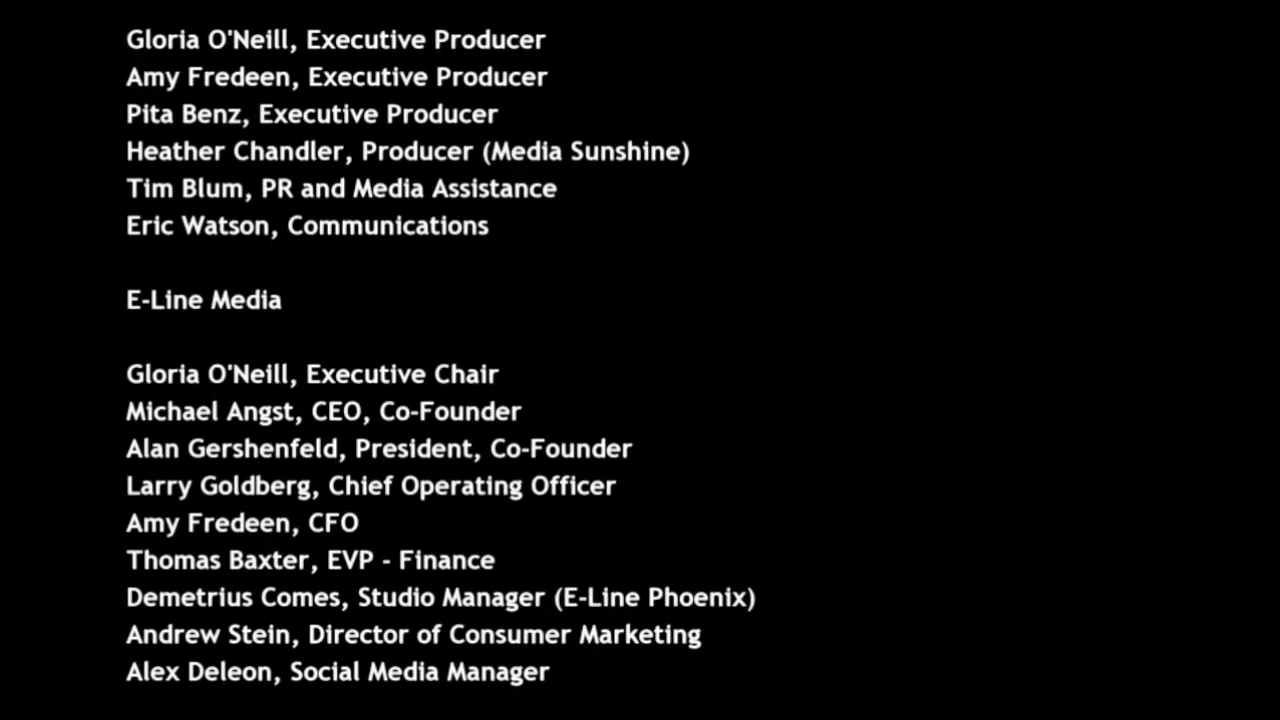 Gloria O'Neill, Executive Producer
Amy Fredeen, Executive Producer
Pita Benz, Executive Producer
Heather Chandler, Producer (Media Sunshine)
Tim Blum, PR and Media Assistance
Eric Watson, Communications
E-Line Media
Gloria O'Neill, Executive Chair
Michael Angst, CEO, Co-Founder
Alan Gershenfeld, President, Co-Founder
Larry Goldberg, Chief Operating Officer
Amy Fredeen, CFO
Thomas Baxter, EVP - Finance
Demetrius Comes, Studio Manager (E-Line Phoenix)
Andrew Stein, Director of Consumer Marketing
Alex Deleon, Social Media Manager